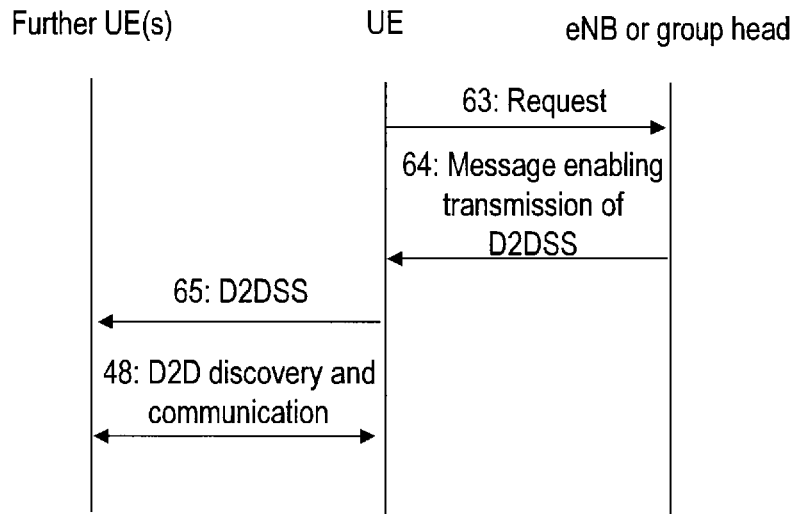 Further UE(s)
UE
eNB or group head
63: Request
64: Message enabling
transmission of
D2DSS
65: D2DSS
48: D2D discovery and
communication